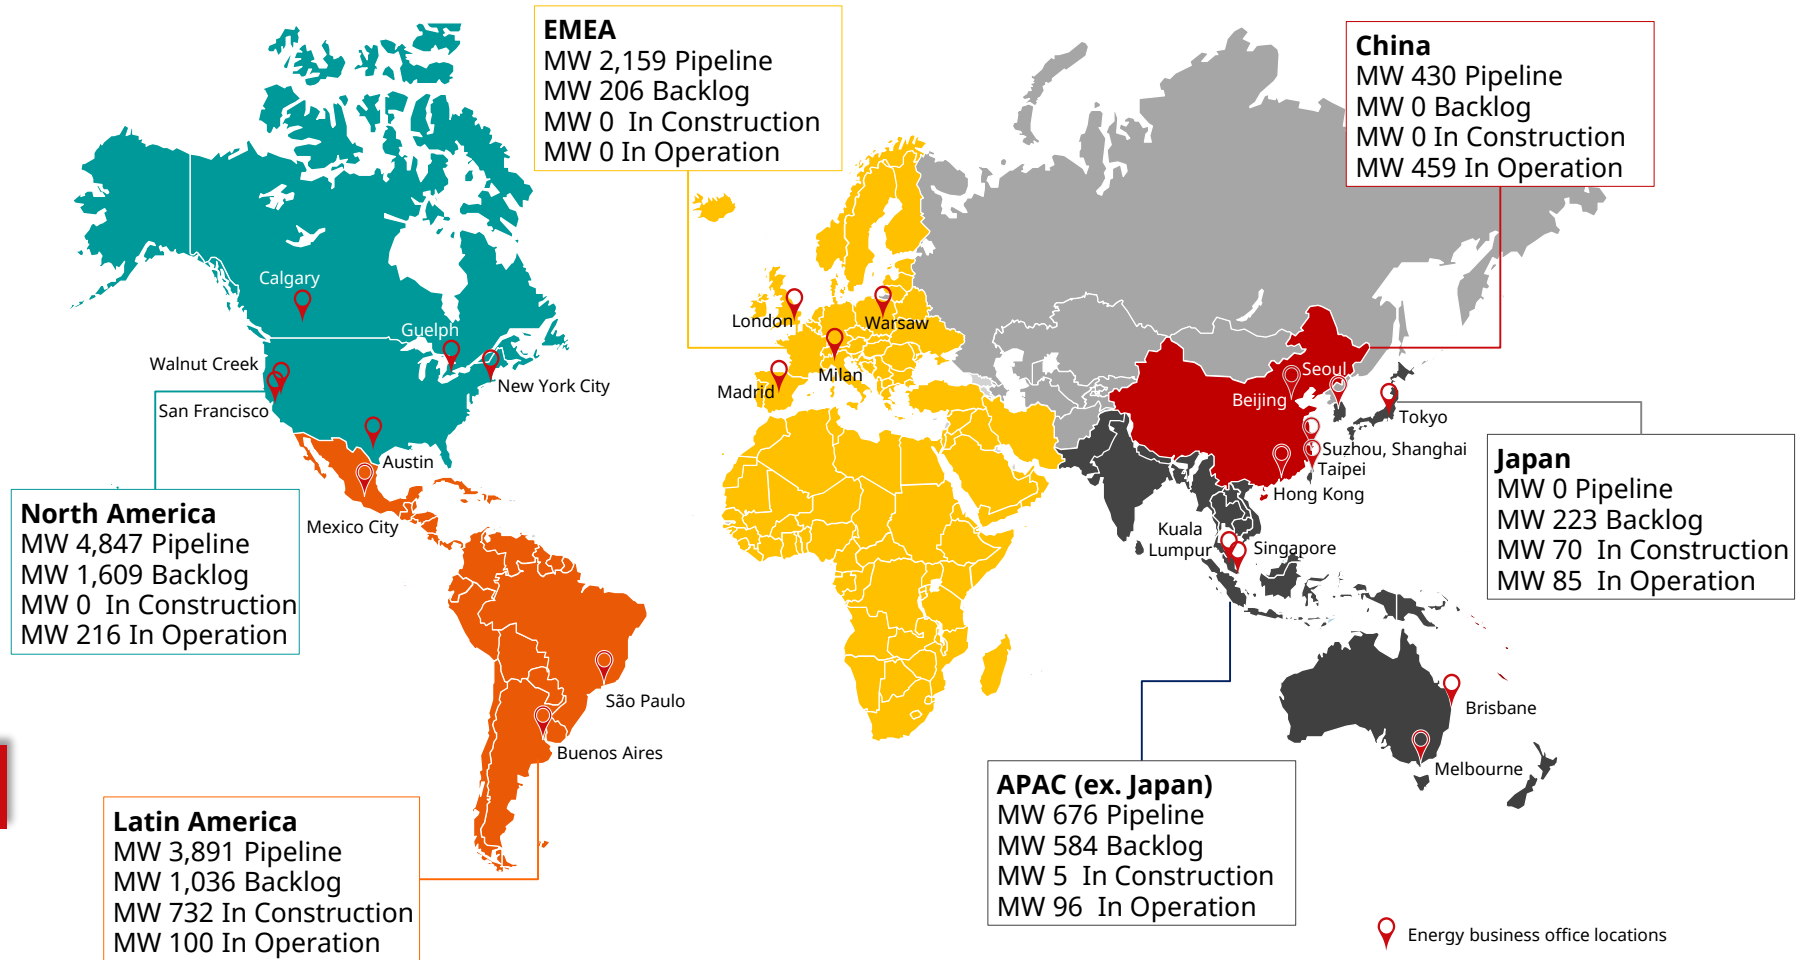 EMEA
MW 2,159 Pipeline
MW 206 Backlog
MW 0  In Construction
MW 0 In Operation
China
MW 430 Pipeline
MW 0 Backlog
MW 0 In Construction
MW 459 In Operation
Calgary
Guelph
Walnut Creek
San Francisco
New York City
Austin
Mexico City
London
Warsaw
Madrid
Milan
Seoul
Beijing
Tokyo
Suzhou, Shanghai
Taipei
Hong Kong
Kuala
Lumpur
Singapore
North America
MW 4,847 Pipeline
MW 1,609 Backlog
MW 0  In Construction
MW 216 In Operation
Japan
MW 0 Pipeline
MW 223 Backlog
MW 70  In Construction
MW 85  In Operation
São Paulo
Buenos Aires
Brisbane
Melbourne
Latin America
MW 3,891 Pipeline
MW 1,036 Backlog
MW 732 In Construction
MW 100 In Operation
APAC (ex. Japan)
MW 676 Pipeline
MW 584 Backlog
MW 5  In Construction
MW 96  In Operation
Energy business office locations